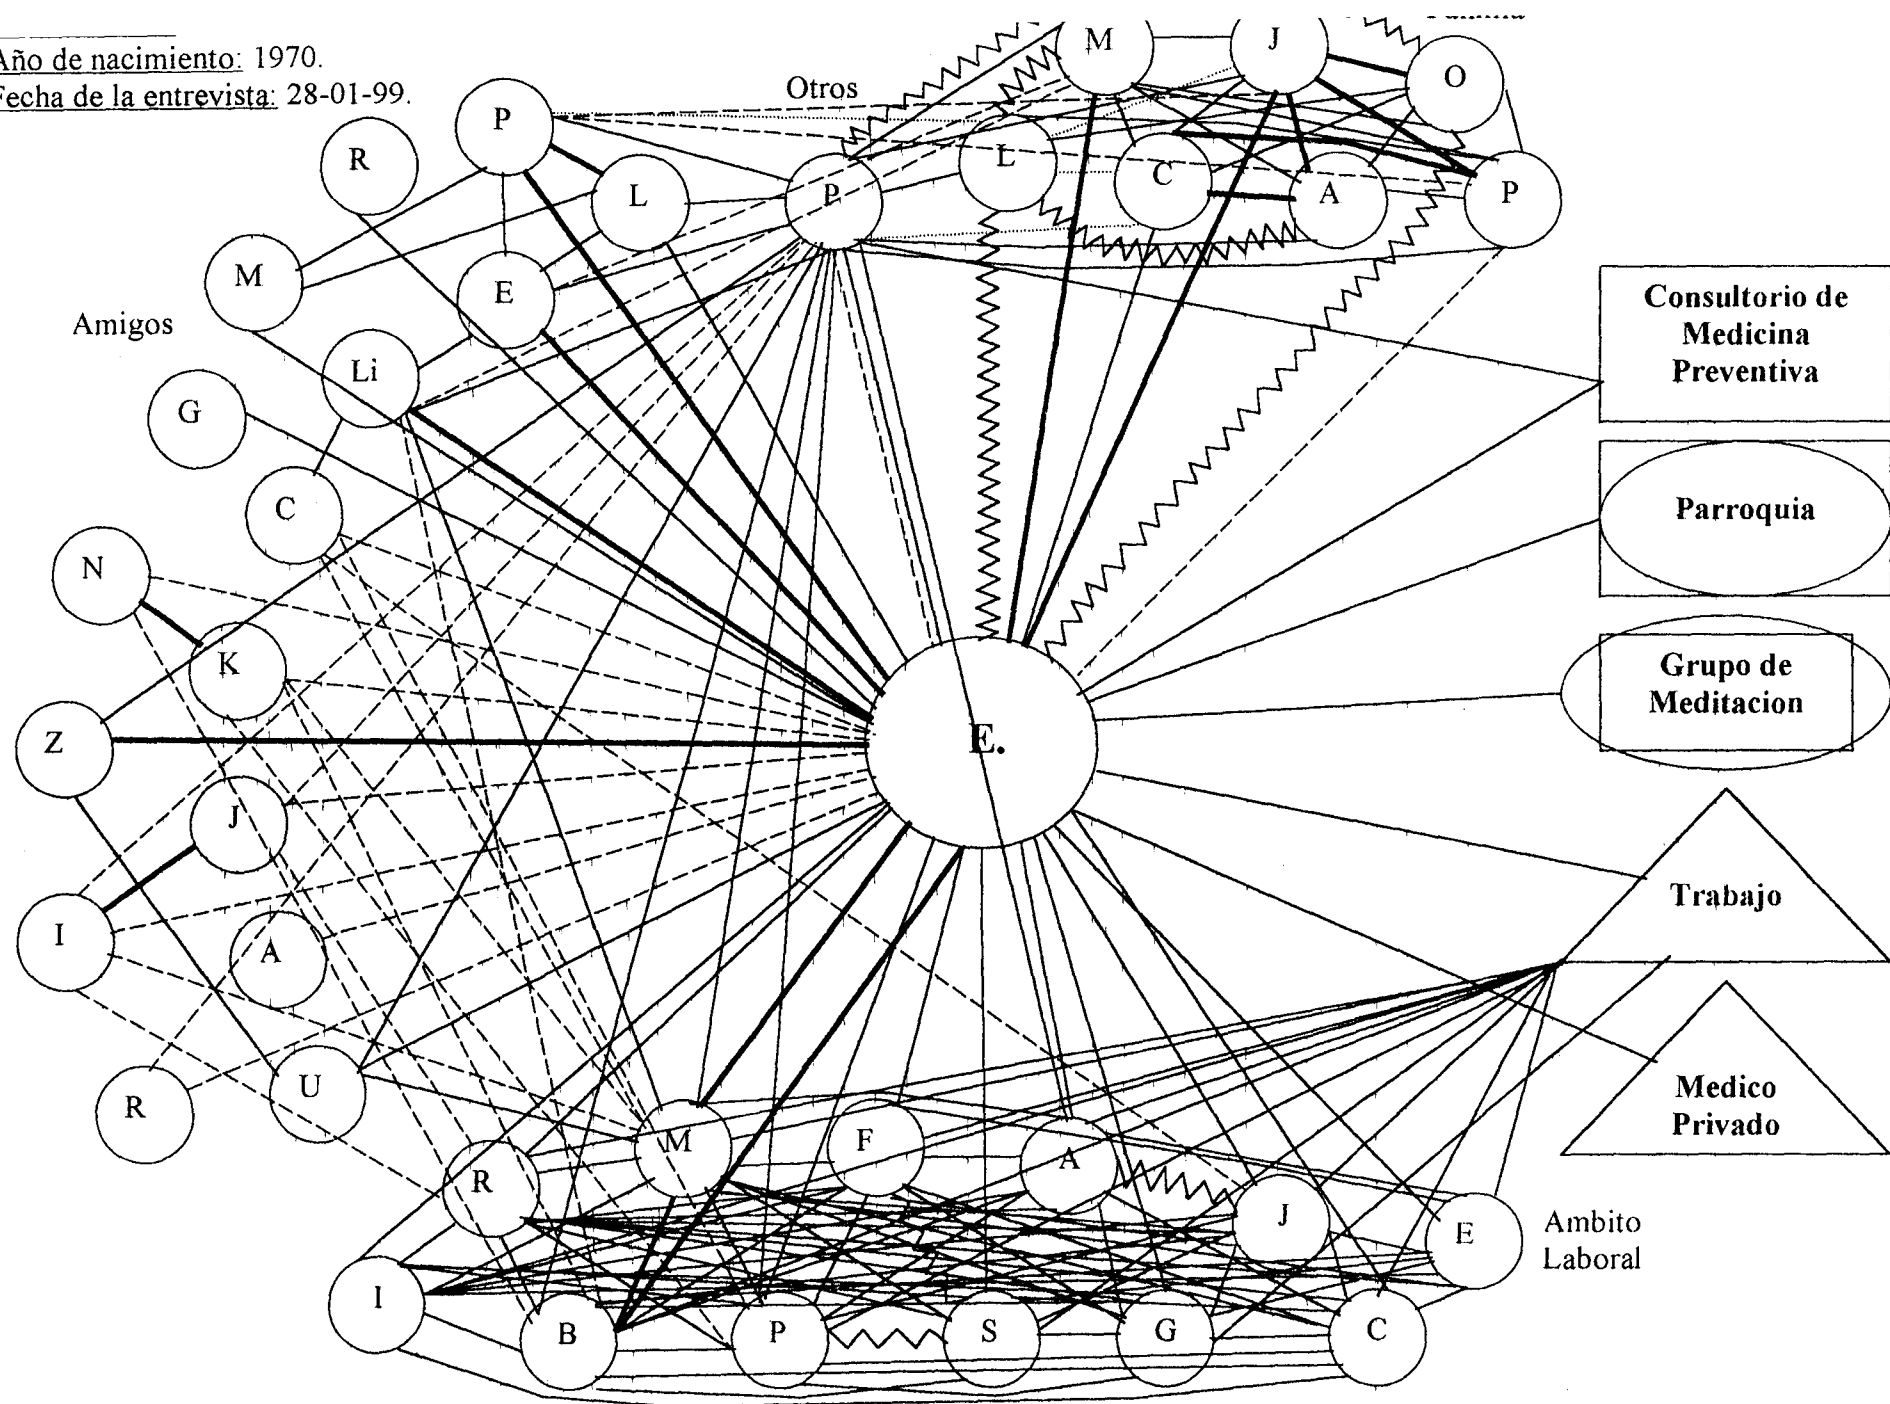 Año de nacimiento: 1970.
Fecha de la entrevista: 28-01-99.
Otros
M
J
O
P
R
L
P
L
C
A
P
M
E
Amigos
Li
G
C
N
K
Z
J
I
A
R
U
E.
Consultorio de
Medicina
Preventiva
Parroquia
Grupo de
Meditacion
Trabajo
Medico
Privado
M
F
A
R
J
E
Ambito
Laboral
I
B
P
S
G
C